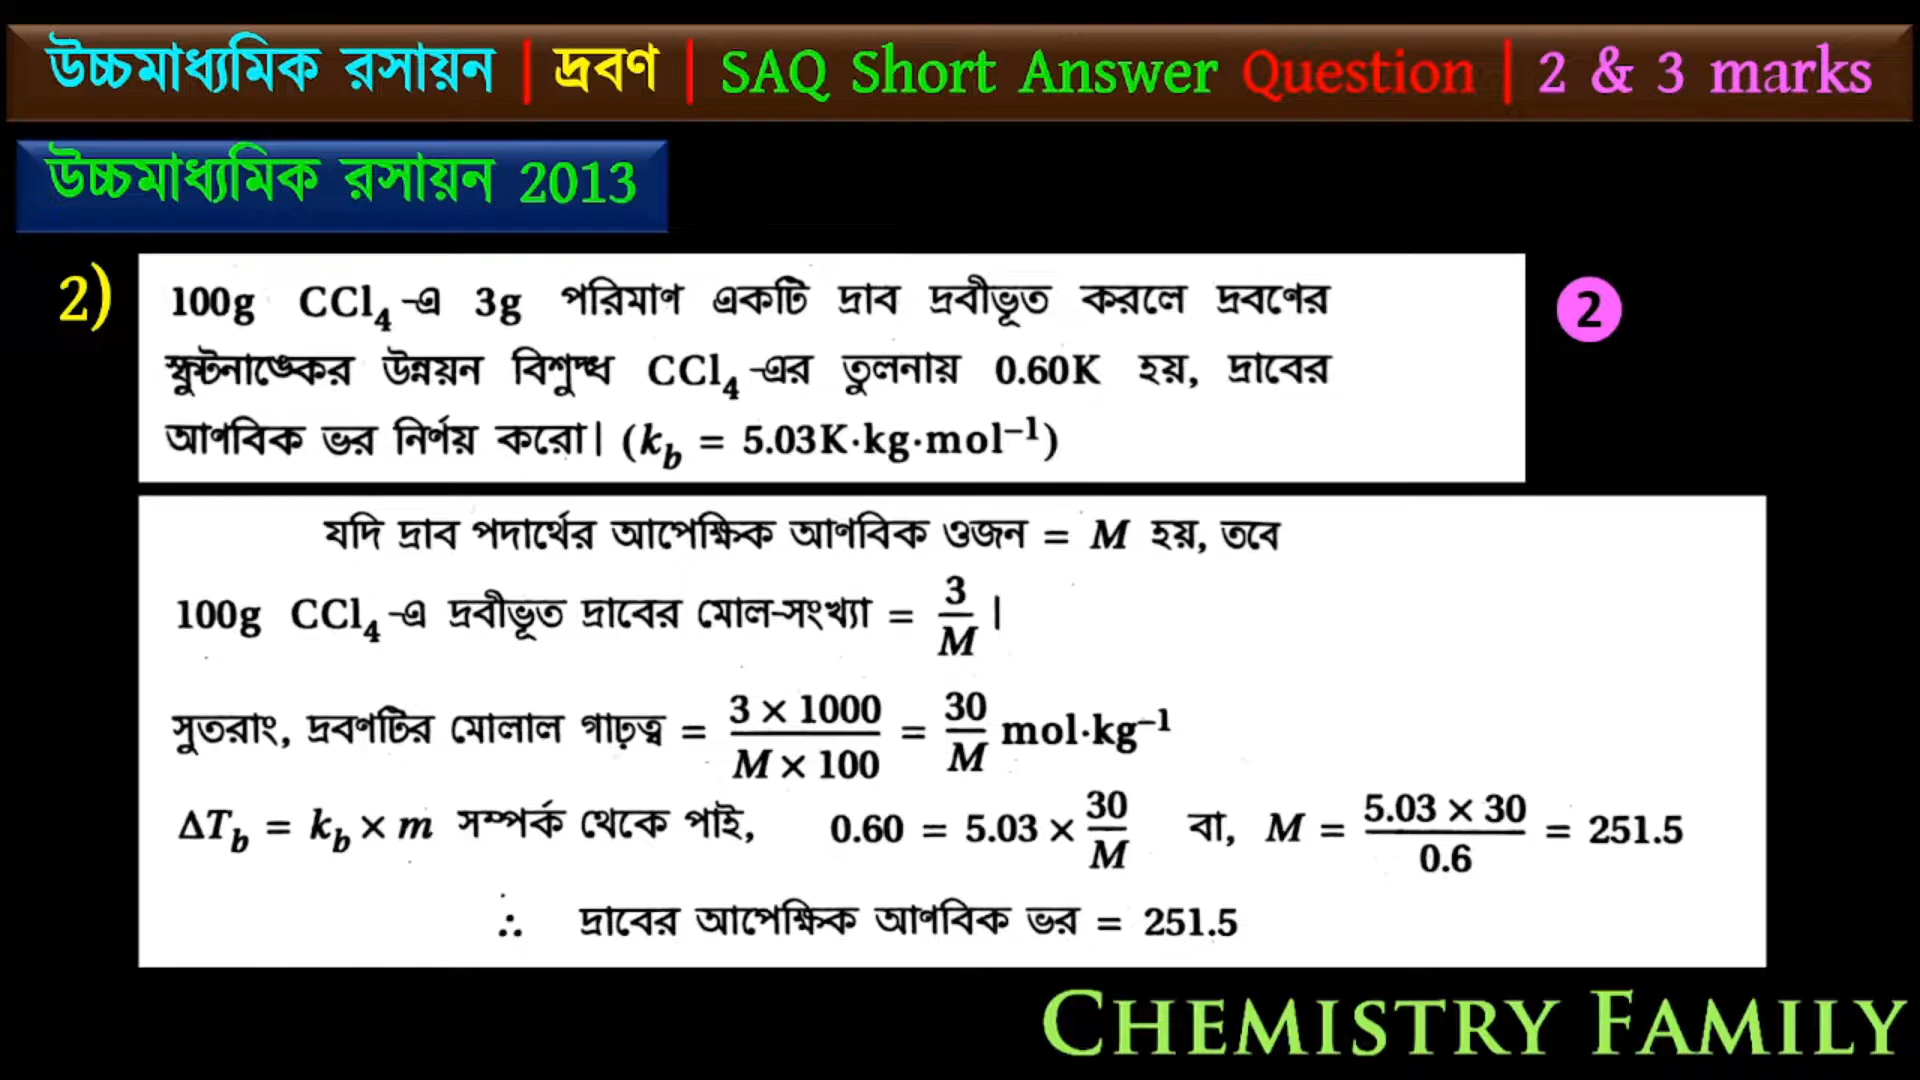 উচ্চমাধ্যমিক রসায়ন | দ্রবণ | SAQ Short Answer Question | 2 & 3 marks
উচ্চমাধ্যমিক রসায়ন 2013
2) 100g CCl₄-এ 3g পরিমাণ একটি দ্রাব দ্রবীভূত করলে দ্রবণের 2
স্ফুটনাঙ্কের উন্নয়ন বিশুদ্ধ CCl₄-এর তুলনায় 0.60K হয়, দ্রাবের
আণবিক ভর নির্ণয় করো। (k_b = 5.03K·kg·mol⁻¹)
যদি দ্রাব পদার্থের আপেক্ষিক আণবিক ওজন = M হয়, তবে
100g CCl₄-এ দ্রবীভূত দ্রাবের মোল-সংখ্যা = 3/M।
সুতরাং, দ্রবণটির মোলাল গাঢ়ত্ব = (3 × 1000)/(M × 100) = 30/M mol·kg⁻¹
ΔT_b = k_b × m সম্পর্ক থেকে পাই, 0.60 = 5.03 × 30/M বা, M = (5.03 × 30)/0.6 = 251.5
∴ দ্রাবের আপেক্ষিক আণবিক ভর = 251.5
CHEMISTRY FAMILY